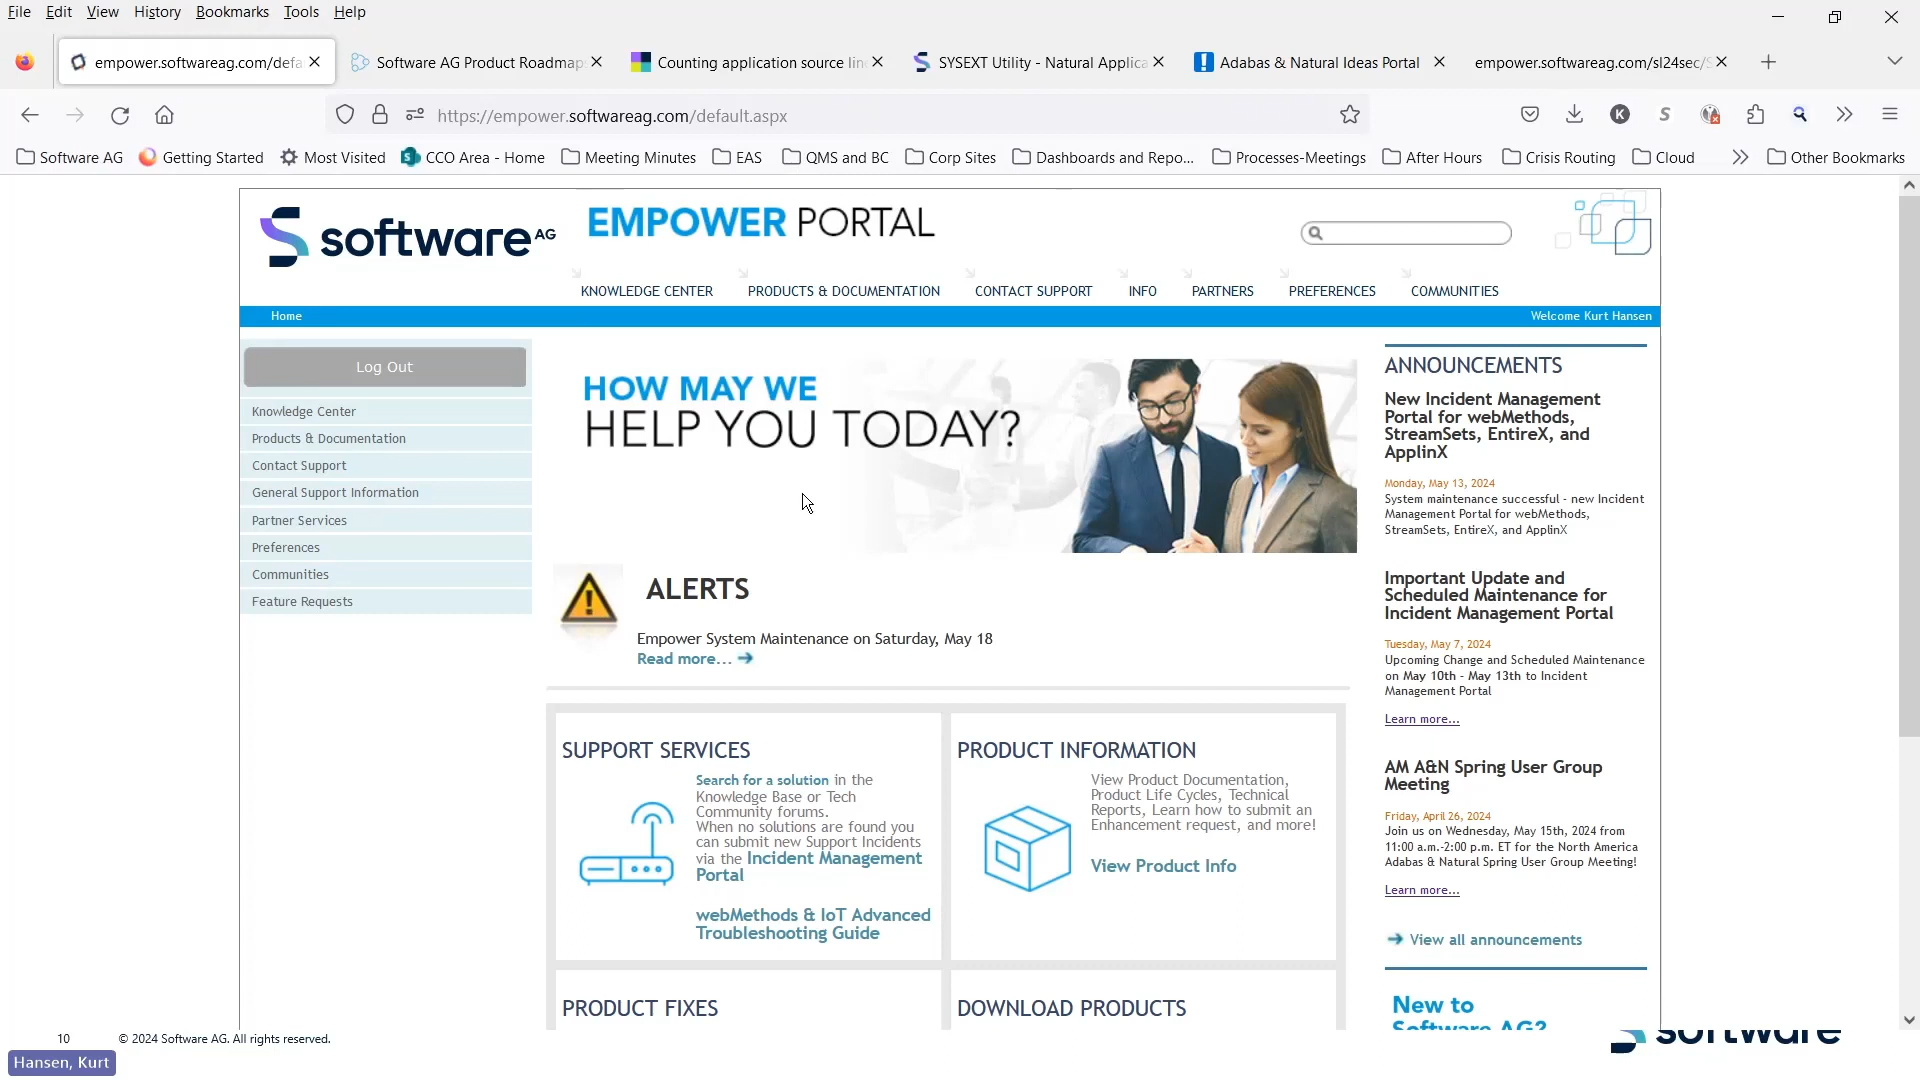 File Edit View History Bookmarks Tools Help
empower.softwareag.com/defa
Software AG Product Roadmap
Counting application source lin
SYSEXT Utility - Natural Applica
Adabas & Natural Ideas Portal
empower.softwareag.com/sl24sec/S
https://empower.softwareag.com/default.aspx
K
S
Software AG Getting Started Most Visited CCO Area - Home Meeting Minutes EAS QMS and BC Corp Sites Dashboards and Repo... Processes-Meetings After Hours Crisis Routing Cloud Other Bookmarks
software AG
EMPOWER PORTAL
KNOWLEDGE CENTER PRODUCTS & DOCUMENTATION CONTACT SUPPORT INFO PARTNERS PREFERENCES COMMUNITIES
Home
Welcome Kurt Hansen
Log Out
Knowledge Center
Products & Documentation
Contact Support
General Support Information
Partner Services
Preferences
Communities
Feature Requests
HOW MAY WE
HELP YOU TODAY?
ALERTS
Empower System Maintenance on Saturday, May 18
Read more...
SUPPORT SERVICES
Search for a solution in the
Knowledge Base or Tech
Community forums.
When no solutions are found you
can submit new Support Incidents
via the Incident Management
Portal
webMethods & IoT Advanced
Troubleshooting Guide
PRODUCT INFORMATION
View Product Documentation,
Product Life Cycles, Technical
Reports, Learn how to submit an
Enhancement request, and more!
View Product Info
PRODUCT FIXES
DOWNLOAD PRODUCTS
ANNOUNCEMENTS
New Incident Management
Portal for webMethods,
StreamSets, EntireX, and
ApplinX
Monday, May 13, 2024
System maintenance successful - new Incident
Management Portal for webMethods,
StreamSets, EntireX, and ApplinX
Important Update and
Scheduled Maintenance for
Incident Management Portal
Tuesday, May 7, 2024
Upcoming Change and Scheduled Maintenance
on May 10th - May 13th to Incident
Management Portal
Learn more...
AM A&N Spring User Group
Meeting
Friday, April 26, 2024
Join us on Wednesday, May 15th, 2024 from
11:00 a.m.-2:00 p.m. ET for the North America
Adabas & Natural Spring User Group Meeting!
Learn more...
View all announcements
New to
Software AG?
10
© 2024 Software AG. All rights reserved.
software
Hansen, Kurt